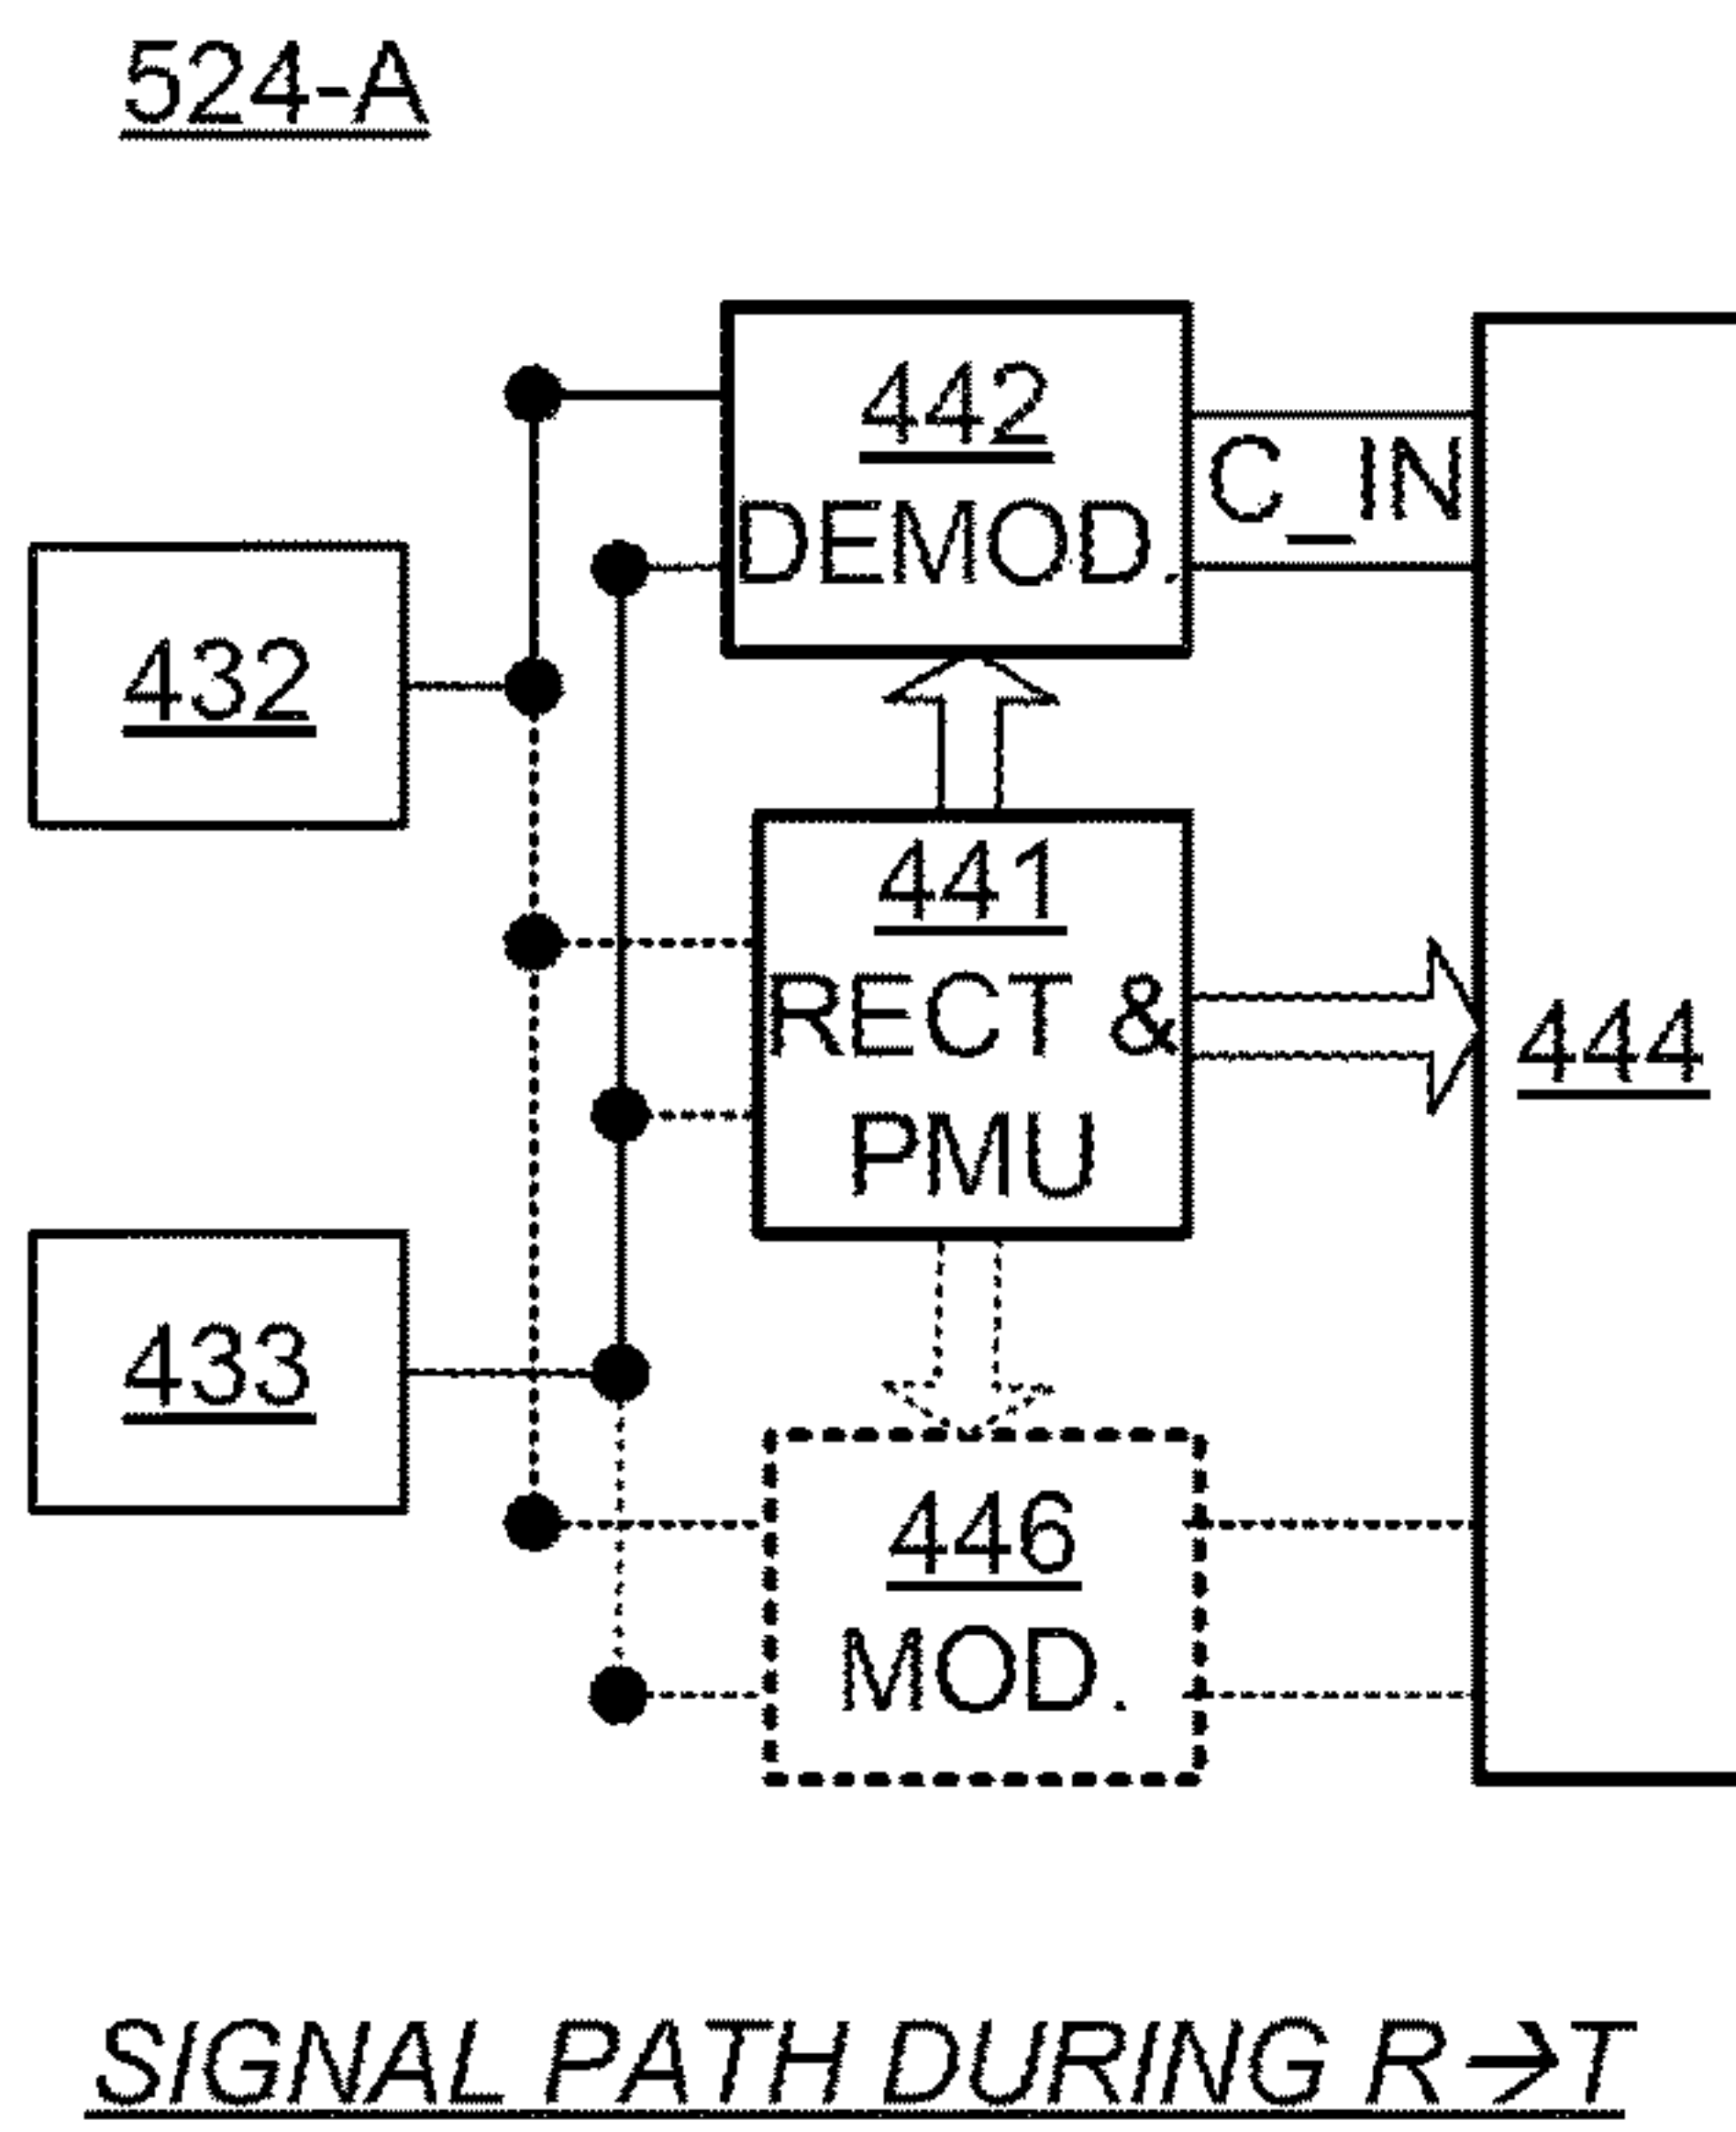 524-A
442
DEMOD.
C_IN
432
441
RECT &
PMU
444
433
446
MOD.
SIGNAL PATH DURING R→T